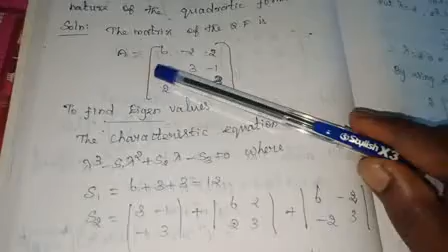 nature of the quadratic form
Soln: The matrix of the Q.F is
A = [ 6 -2 2
3 -1
2 3 ]
To find Eigen values
The characteristic equation
λ³ - S₁λ² + S₂λ - S₃ = 0 where
S₁ = 6+3+3 = 12
S₂ = | 3 -1 | + | 6 2 | + | 6 -2 |
| -1 3 | | 2 3 | | -2 3 |
By using
Stylish X3